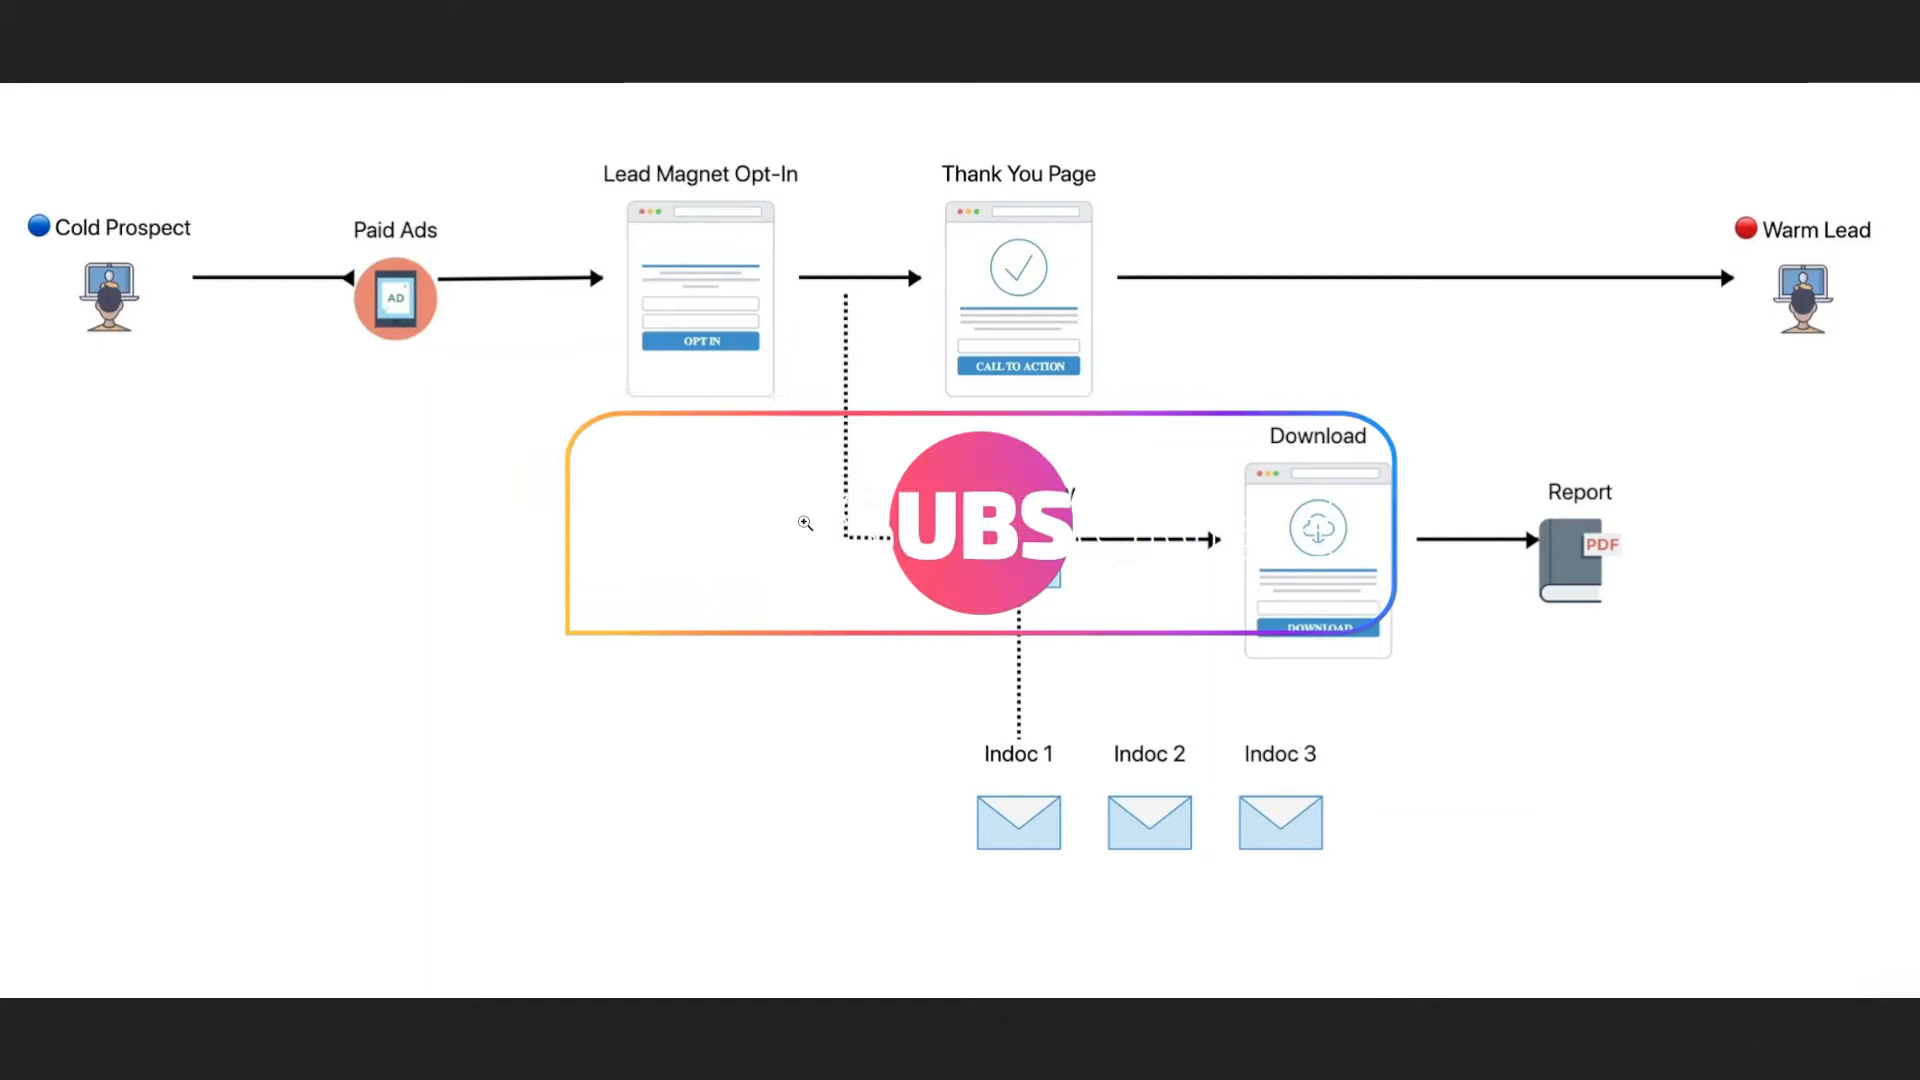 Lead Magnet Opt-In
Thank You Page
Cold Prospect
Paid Ads
Warm Lead
AD
OPT IN
CALL TO ACTION
Download
UBS
Report
PDF
DOWNLOAD
Indoc 1
Indoc 2
Indoc 3